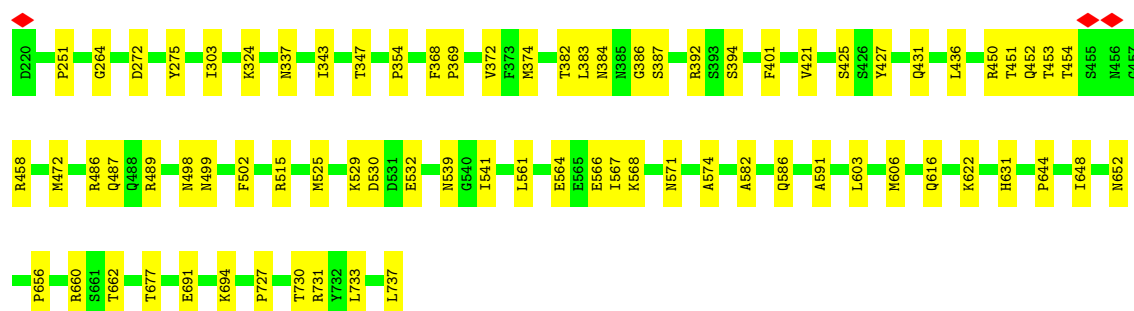 D220 P251 G264 D272 Y275 I303 K324 N337 I343 T347 P354 F368 P369 V372 F373 M374 T382 L383 N384 N385 G386 S387 R392 S393 S394 F401 V421 S425 S426 Y427 Q431 L436 R450 T451 Q452 T453 T454 S455 N456 G457
R458 M472 R486 Q487 Q488 R489 N498 N499 F502 R515 M525 K529 D530 D531 E532 N539 G540 I541 L561 E564 E565 E566 I567 K568 N571 A574 A582 Q586 A591 L603 M606 Q616 K622 H631 P644 I648 N652
P656 R660 S661 T662 T677 E691 K694 P727 T730 R731 Y732 L733 L737